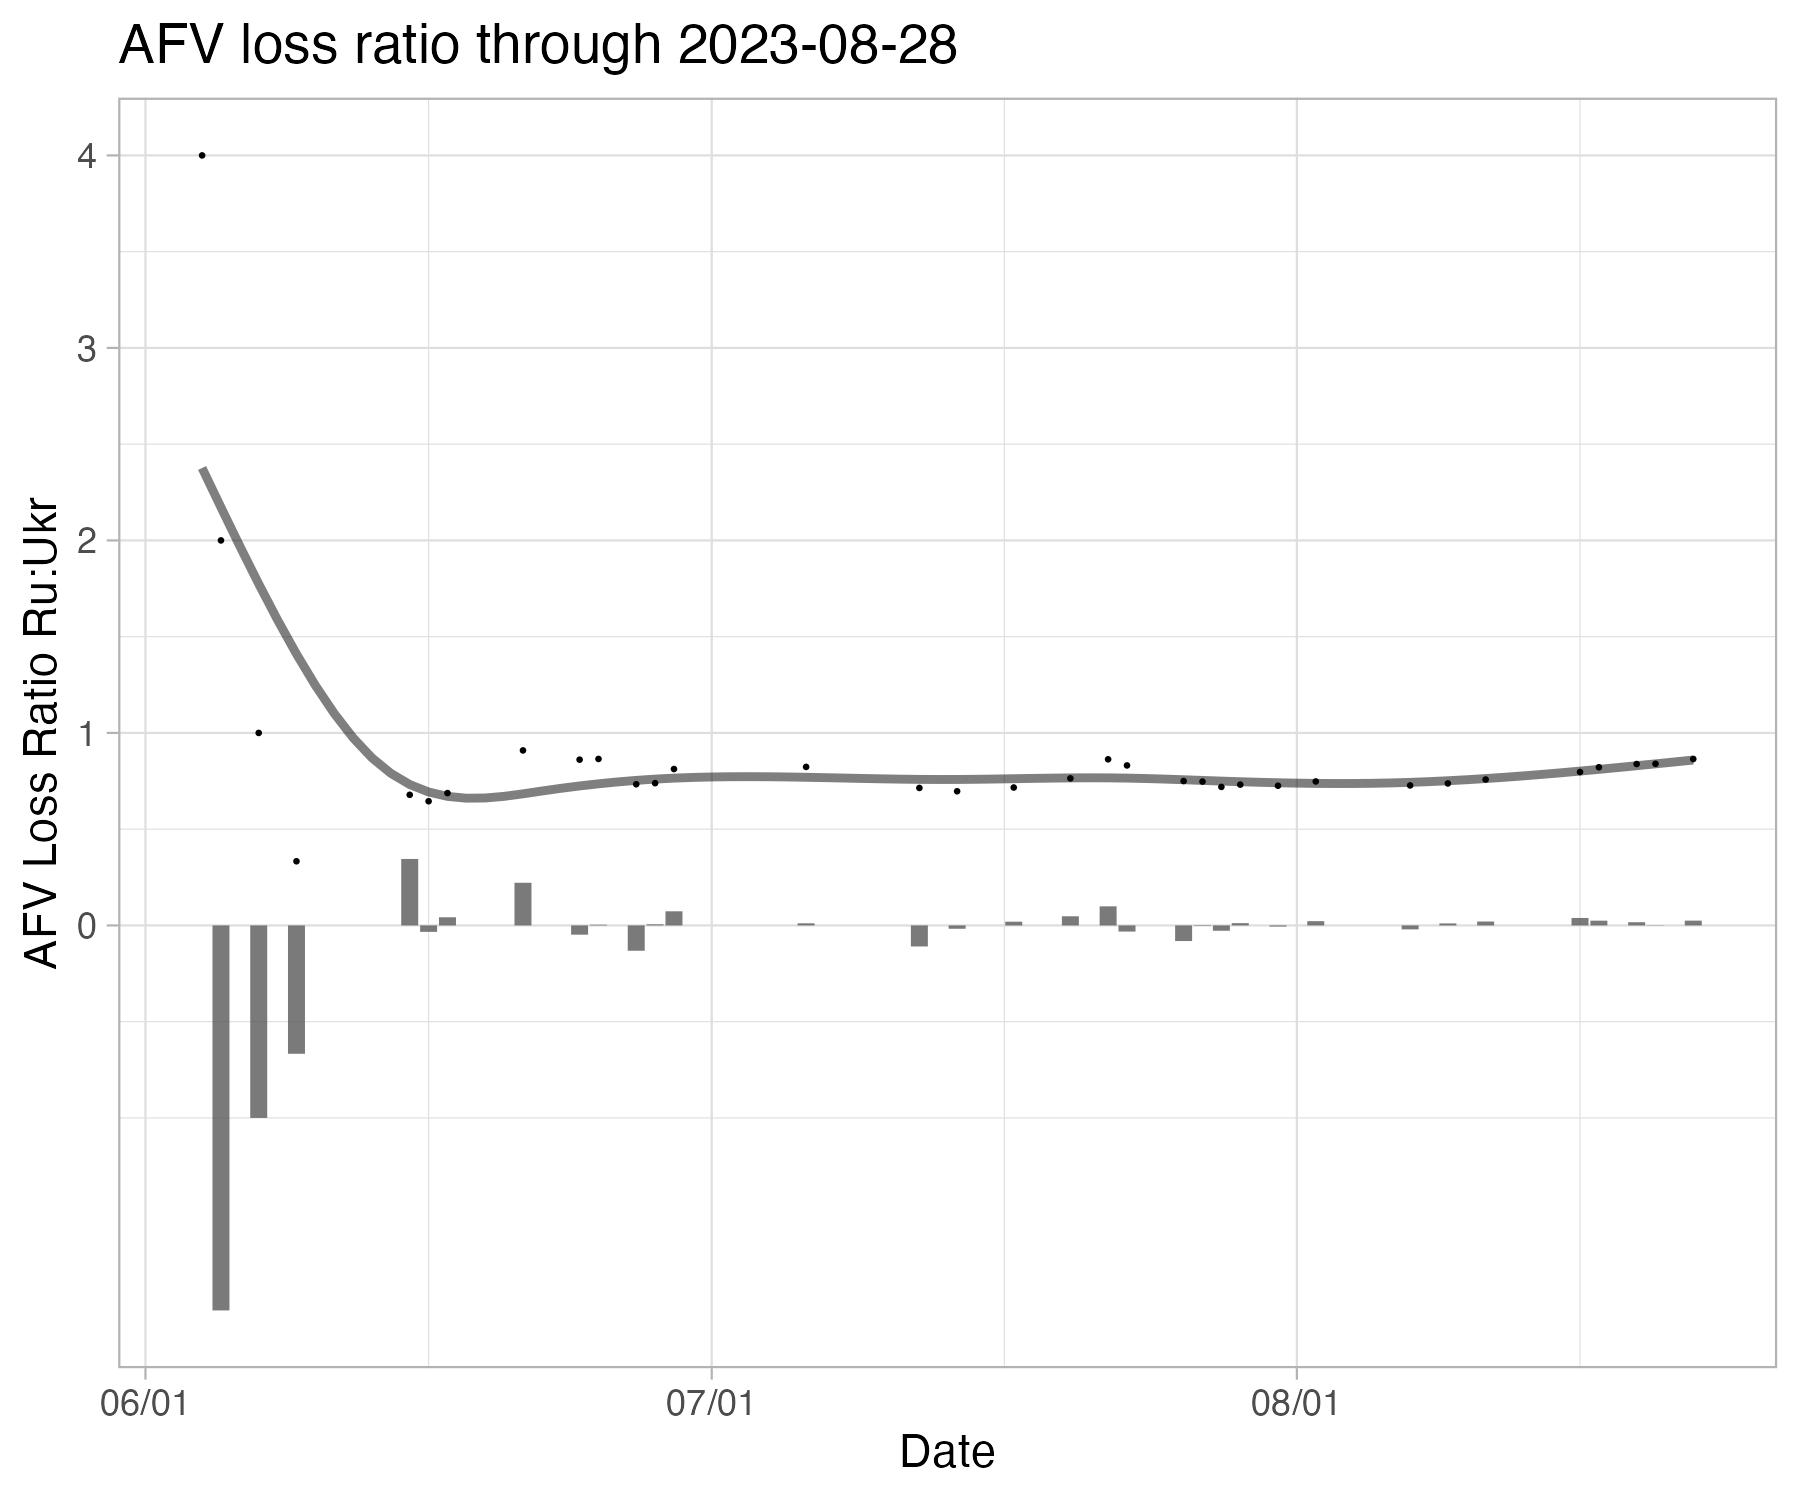 AFV loss ratio through 2023-08-28
AFV Loss Ratio Ru:Ukr
4
3
2
1
0
06/01
07/01
08/01
Date